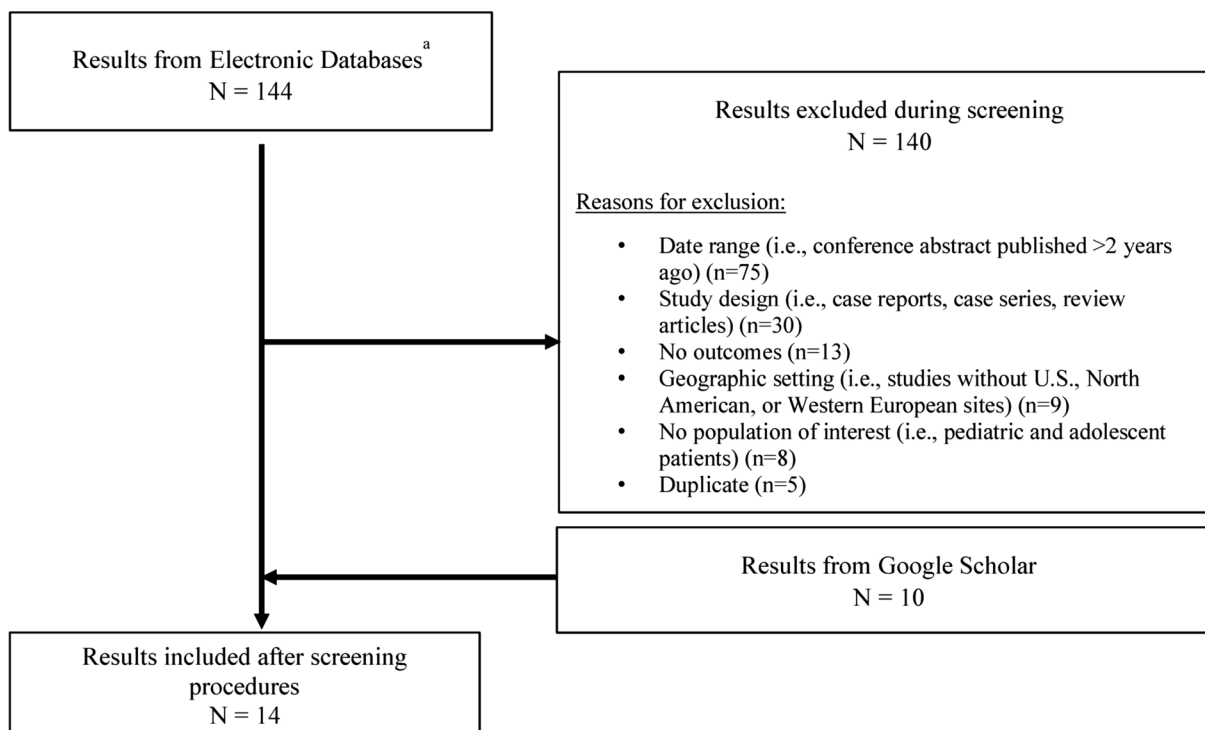 Results from Electronic Databases a
N = 144
Results excluded during screening
N = 140
Reasons for exclusion:
• Date range (i.e., conference abstract published >2 years
ago) (n=75)
• Study design (i.e., case reports, case series, review
articles) (n=30)
• No outcomes (n=13)
• Geographic setting (i.e., studies without U.S., North
American, or Western European sites) (n=9)
• No population of interest (i.e., pediatric and adolescent
patients) (n=8)
• Duplicate (n=5)
Results from Google Scholar
N = 10
Results included after screening
procedures
N = 14